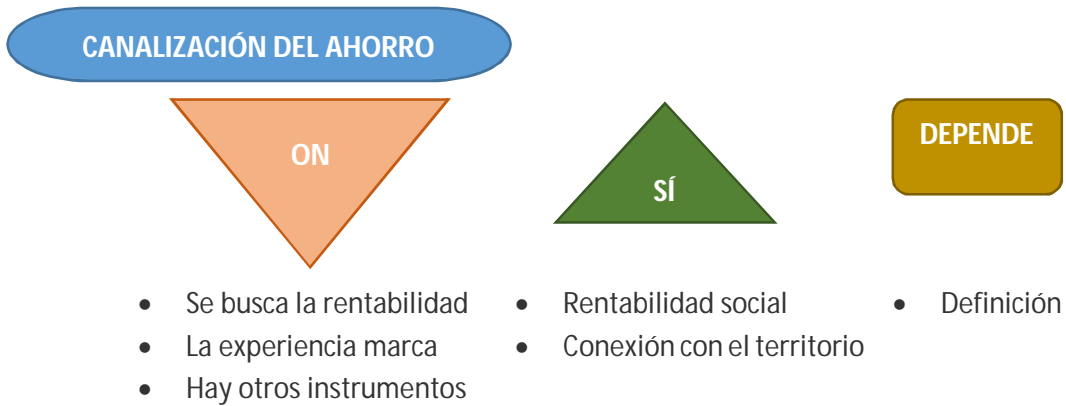 CANALIZACIÓN DEL AHORRO
ON
SÍ
DEPENDE
• Se busca la rentabilidad
• La experiencia marca
• Hay otros instrumentos
• Rentabilidad social
• Conexión con el territorio
• Definición